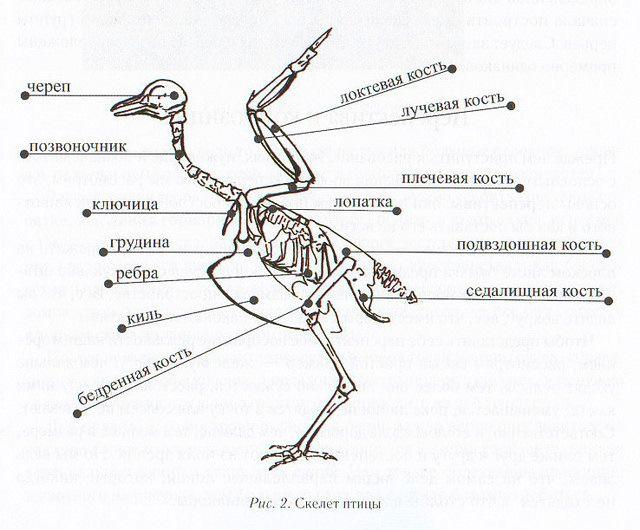 череп
локтевая кость
лучевая кость
позвоночник
плечевая кость
ключица
лопатка
грудина
подвздошная кость
ребра
седалищная кость
киль
бедренная кость
Рис. 2. Скелет птицы